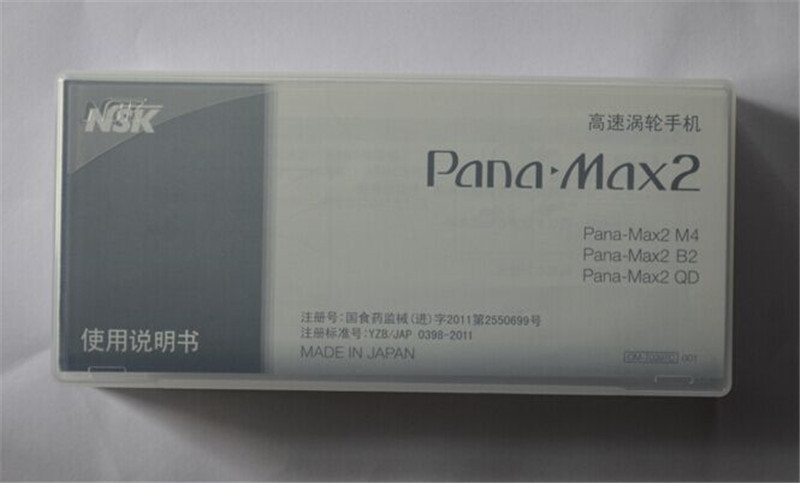 NSK
高速涡轮手机
Pana-Max2
Pana-Max2 M4
Pana-Max2 B2
Pana-Max2 QD
注册号:国食药监械(进)字2011第2550699号
注册标准号:YZB/JAP 0398-2011
MADE IN JAPAN
使用说明书
001